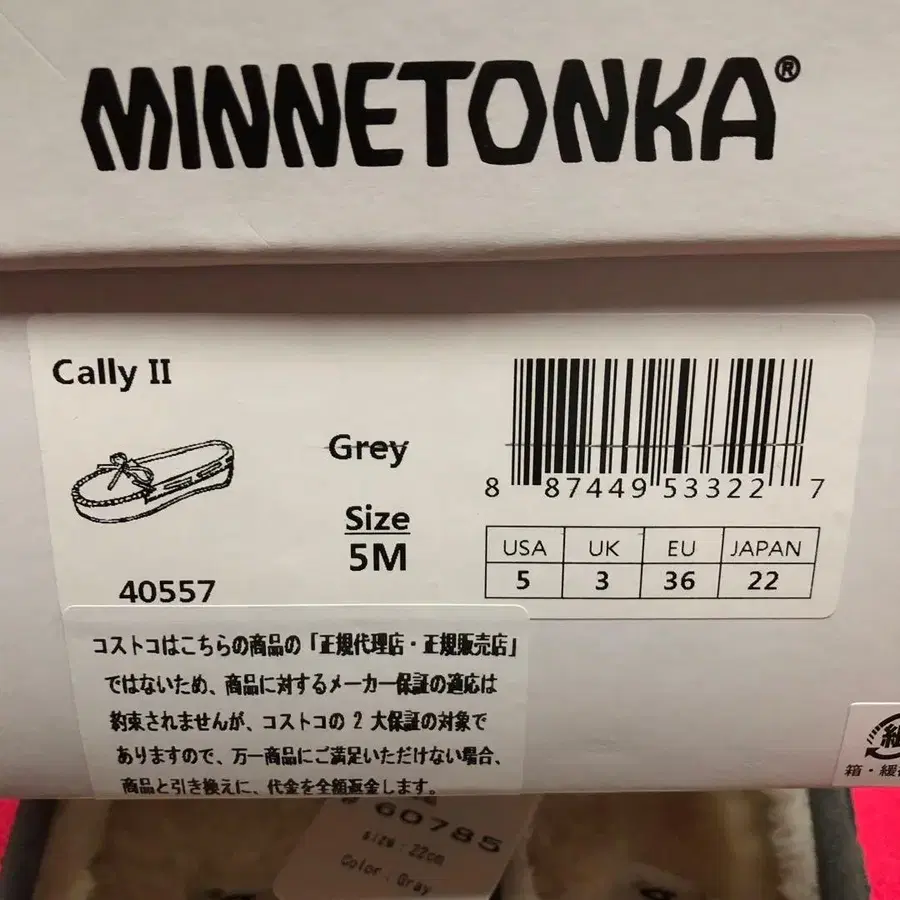 MINNETONKA®
Cally II
Grey
Size
5M
40557
8 87449 53322 7
USA UK EU JAPAN
5 3 36 22
コストコはこちらの商品の「正規代理店・正規販売店」
ではないため、商品に対するメーカー保証の適応は
約束されませんが、コストコの 2 大保証の対象で
ありますので、万一商品にご満足いただけない場合、
商品と引き換えに、代金を全額返金します。
紙
箱・緩
60785
size : 22cm
Color : Gray